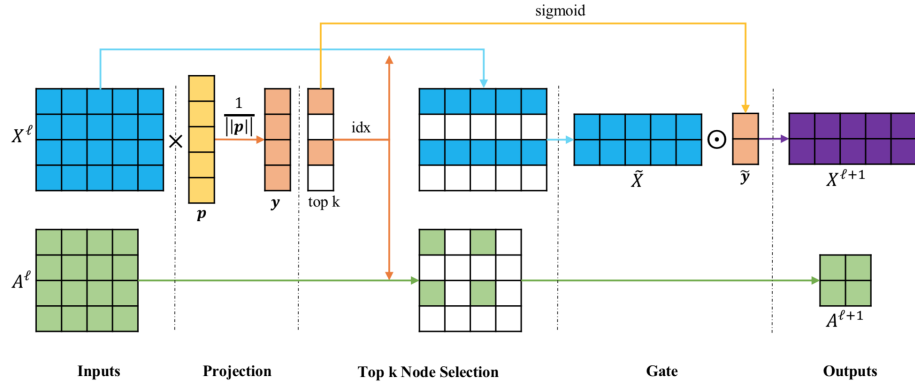 sigmoid
X^ℓ
×
1
||p||
idx
⊙
p
y
top k
X̃
ỹ
X^{ℓ+1}
A^ℓ
A^{ℓ+1}
Inputs Projection Top k Node Selection Gate Outputs